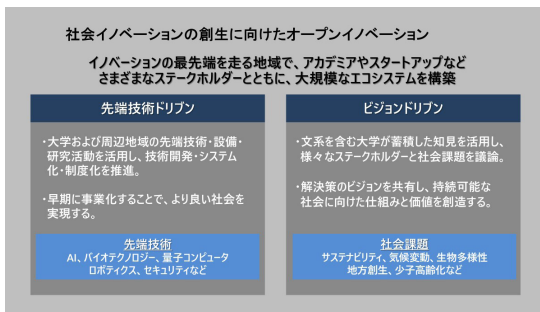 社会イノベーションの創生に向けたオープンイノベーション
イノベーションの最先端を走る地域で、アカデミアやスタートアップなど
さまざまなステークホルダーとともに、大規模なエコシステムを構築
先端技術ドリブン
・大学および周辺地域の先端技術・設備・
研究活動を活用し、技術開発・システム
化・制度化を推進。
・早期に事業化することで、より良い社会を
実現する。
先端技術
AI、バイオテクノロジー、量子コンピュータ
ロボティクス、セキュリティなど
ビジョンドリブン
・文系を含む大学が蓄積した知見を活用し、
様々なステークホルダーと社会課題を議論。
・解決策のビジョンを共有し、持続可能な
社会に向けた仕組みと価値を創造する。
社会課題
サステナビリティ、気候変動、生物多様性
地方創生、少子高齢化など